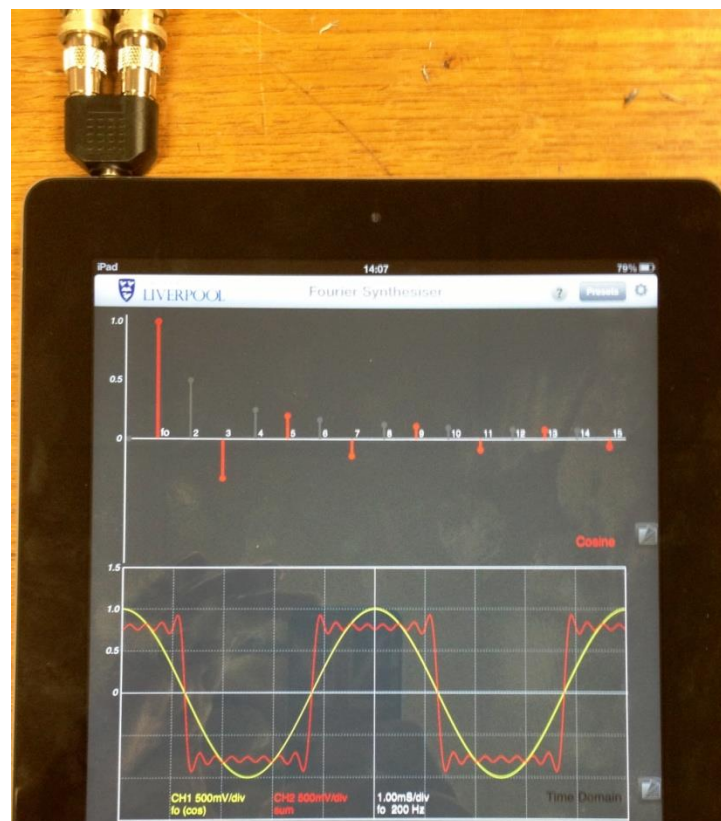 iPad 14:07 79%
LIVERPOOL Fourier Synthesiser ? Presets
1.0
0.5
0 fo 2 3 4 5 6 7 8 9 10 11 12 13 14 15
Cosine
1.5
1.0
0.5
0
CH1 500mV/div CH2 500mV/div 1.00mS/div Time Domain
fo (cos) sum fo 200 Hz